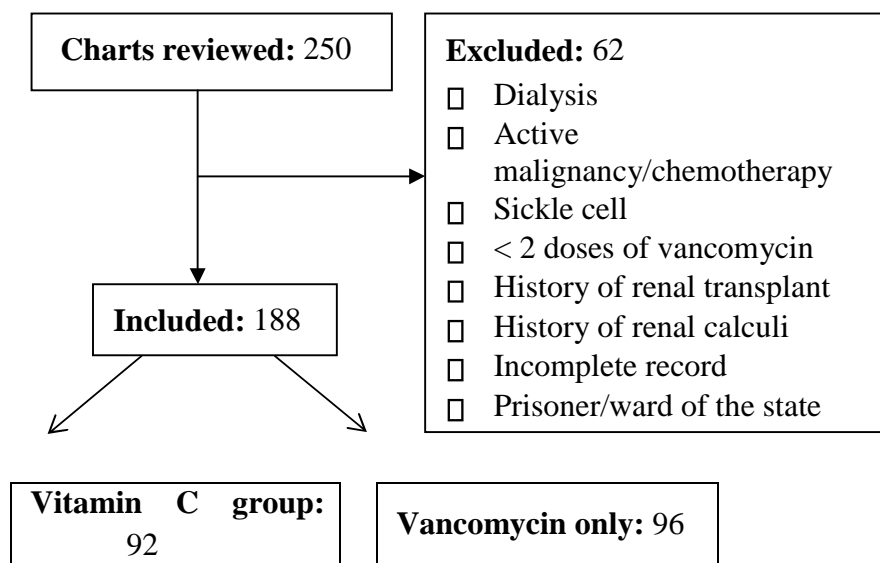 Charts reviewed: 250
Excluded: 62
▯ Dialysis
▯ Active
malignancy/chemotherapy
▯ Sickle cell
▯ < 2 doses of vancomycin
▯ History of renal transplant
▯ History of renal calculi
▯ Incomplete record
▯ Prisoner/ward of the state
Included: 188
Vitamin C group:
92
Vancomycin only: 96